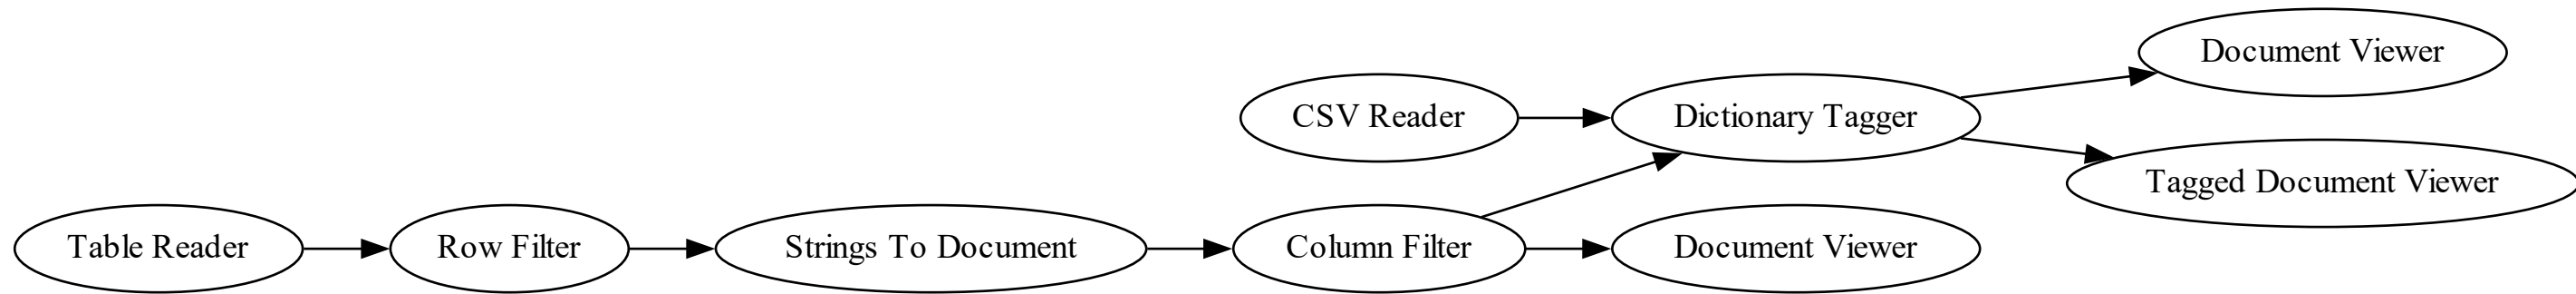 Document Viewer
CSV Reader
Dictionary Tagger
Tagged Document Viewer
Table Reader
Row Filter
Strings To Document
Column Filter
Document Viewer